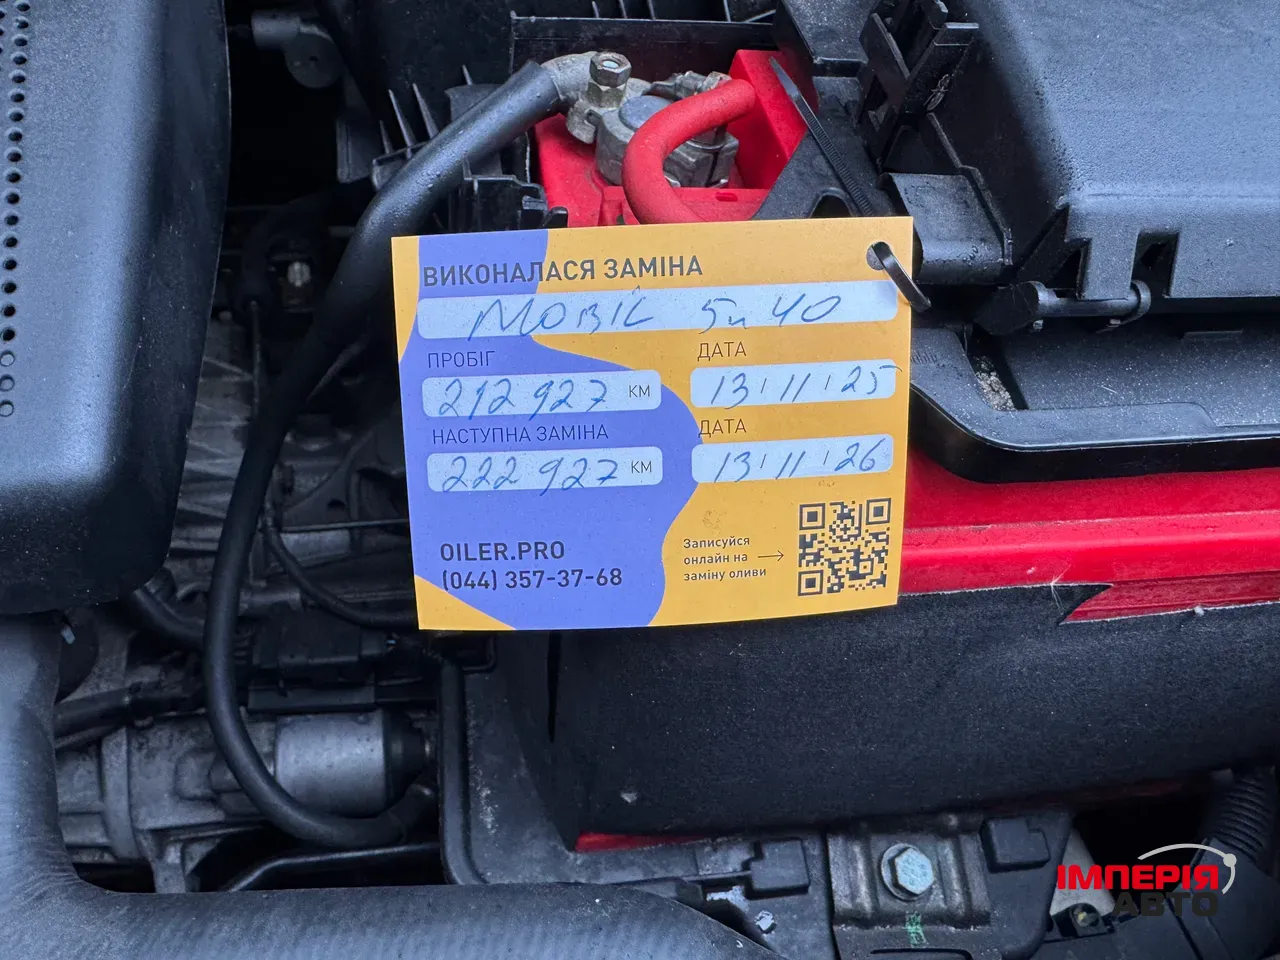 ВИКОНАЛАСЯ ЗАМІНА
MOBIL 5w40
ПРОБІГ
212 927 КМ
ДАТА
13.11.25
НАСТУПНА ЗАМІНА
222 927 КМ
ДАТА
13.11.26
OILER.PRO
(044) 357-37-68
Записуйся
онлайн на
заміну оливи
ІМПЕРІЯ
АВТО